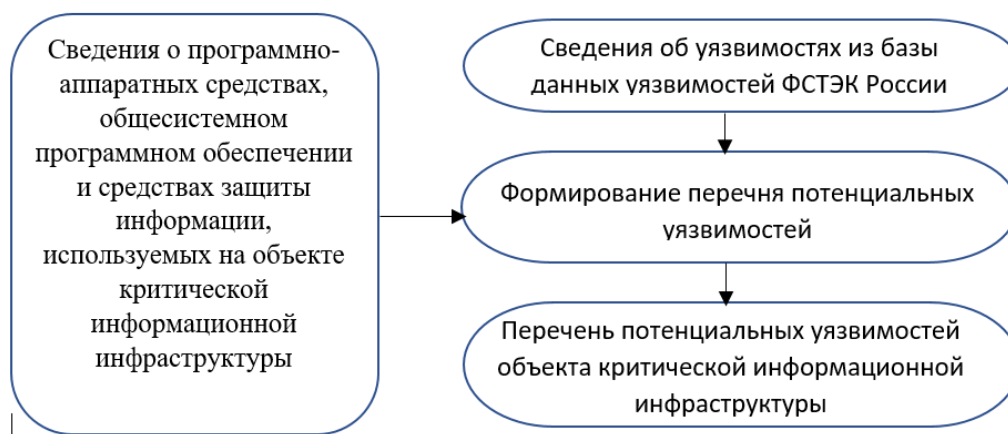 Сведения о программно-
аппаратных средствах,
общесистемном
программном обеспечении
и средствах защиты
информации,
используемых на объекте
критической
информационной
инфраструктуры
Сведения об уязвимостях из базы
данных уязвимостей ФСТЭК России
Формирование перечня потенциальных
уязвимостей
Перечень потенциальных уязвимостей
объекта критической информационной
инфраструктуры